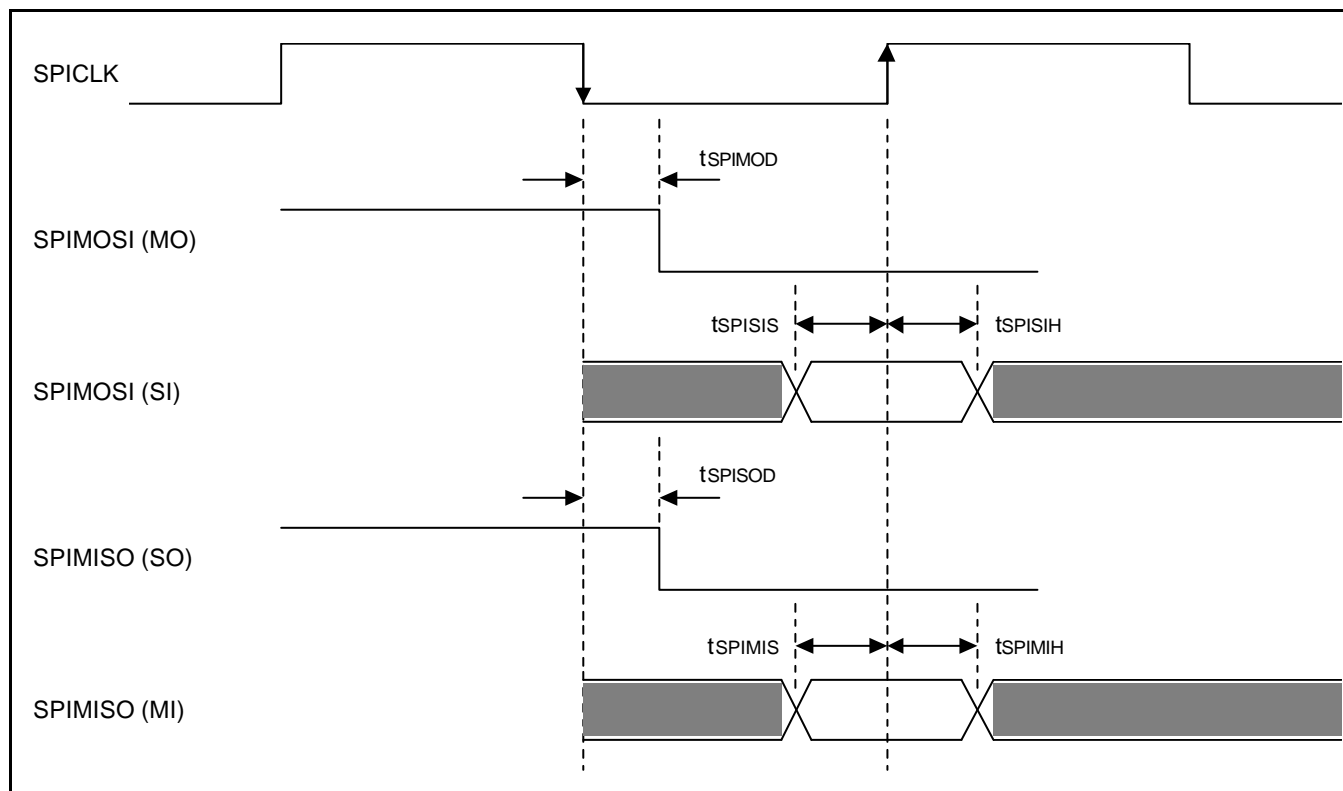 SPICLK
tSPIMOD
SPIMOSI (MO)
tSPISIS
tSPISIH
SPIMOSI (SI)
tSPISOD
SPIMISO (SO)
tSPIMIS
tSPIMIH
SPIMISO (MI)